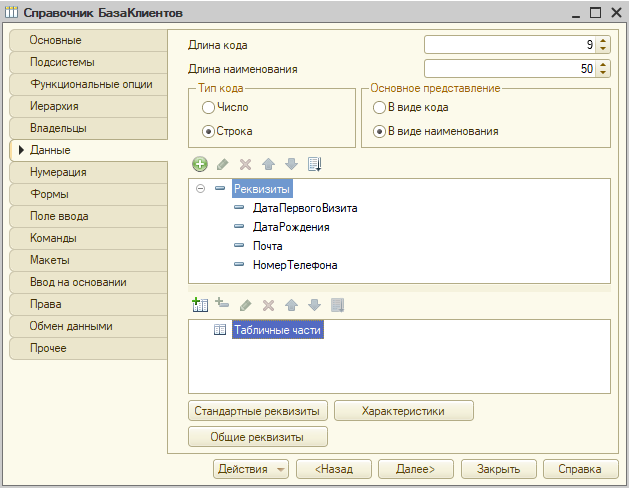 Справочник БазаКлиентов
Основные
Подсистемы
Функциональные опции
Иерархия
Владельцы
Данные
Нумерация
Формы
Поле ввода
Команды
Макеты
Ввод на основании
Права
Обмен данными
Прочее
Длина кода 9
Длина наименования 50
Тип кода
Число
Строка
Основное представление
В виде кода
В виде наименования
Реквизиты
ДатаПервогоВизита
ДатаРождения
Почта
НомерТелефона
Табличные части
Стандартные реквизиты Характеристики
Общие реквизиты
Действия <Назад Далее> Закрыть Справка